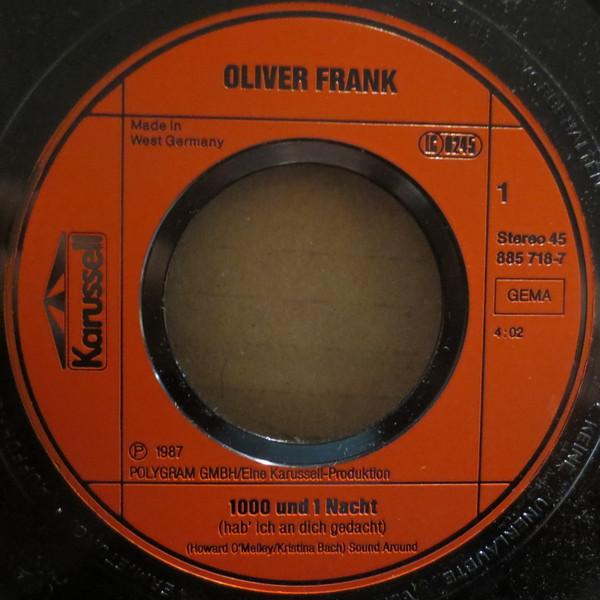 OLIVER FRANK
Made in
West Germany
LC 0245
1
Stereo 45
885 718-7
GEMA
4:02
Karussell
Ⓟ 1987
POLYGRAM GMBH/Eine Karussell-Produktion
1000 und 1 Nacht
(hab' ich an dich gedacht)
(Howard O'Melley/Kristina Bach) Sound Around
KEINE UNERLAUBTE